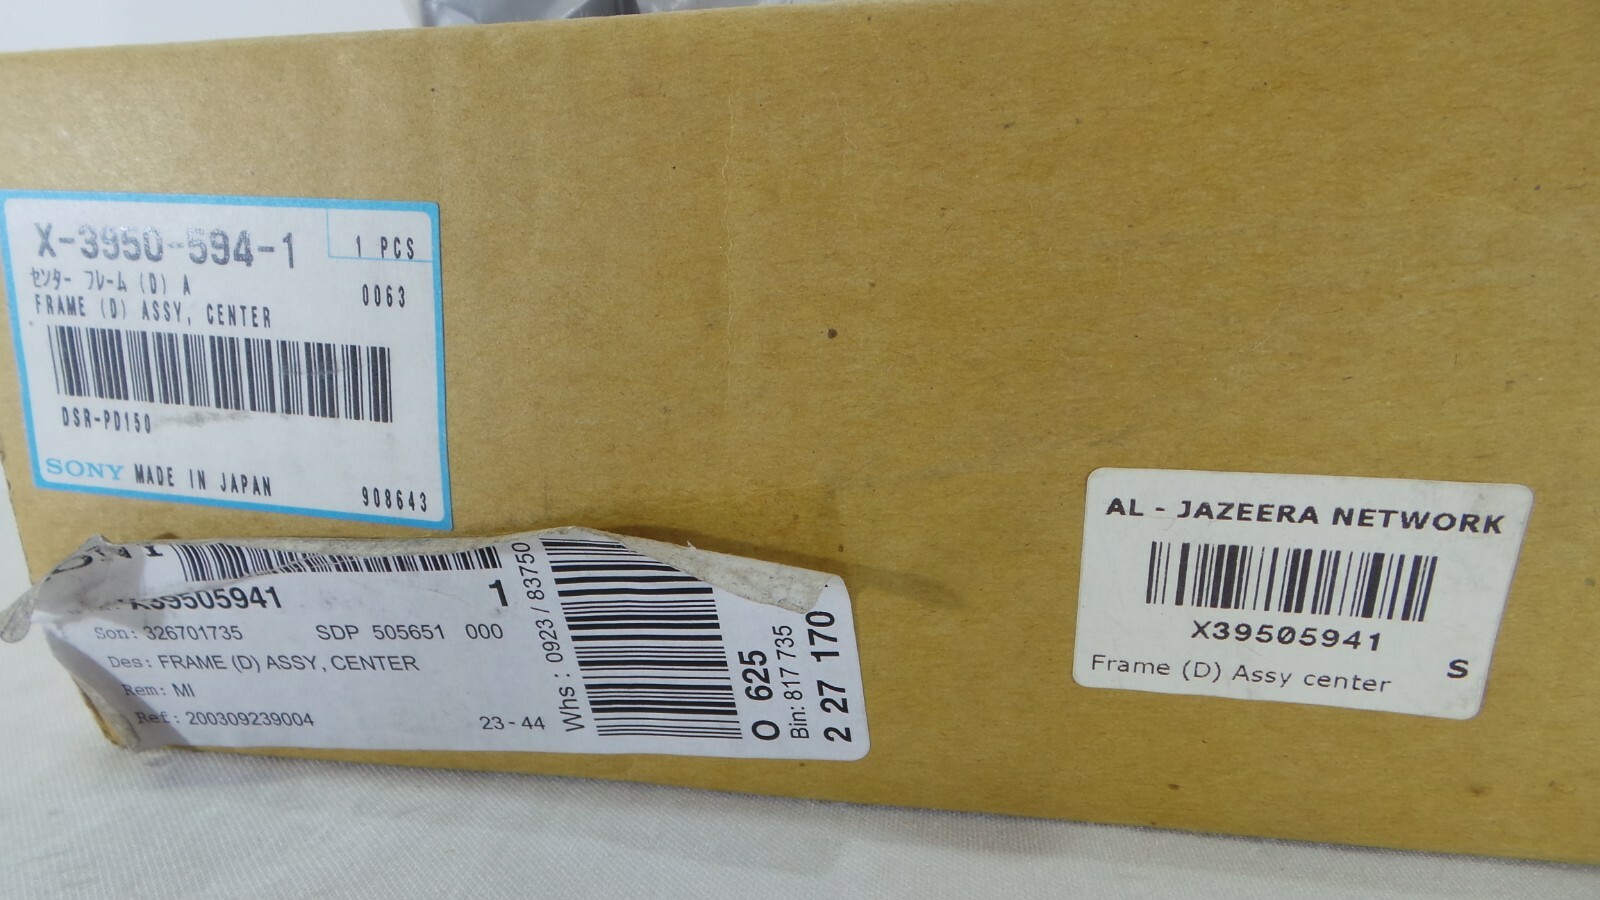 X-3950-594-1
1 PCS
センター フレーム (D) A
0063
FRAME (D) ASSY, CENTER
DSR-PD150
SONY MADE IN JAPAN
908643
X39505941
1
Son: 326701735 SDP 505651 000
Des: FRAME (D) ASSY, CENTER
Rem: MI
Ref: 200309239004 23-44
Whs: 0923 / 83750
O 625
Bin: 817735
2 27 170
AL - JAZEERA NETWORK
X39505941
Frame (D) Assy center
S